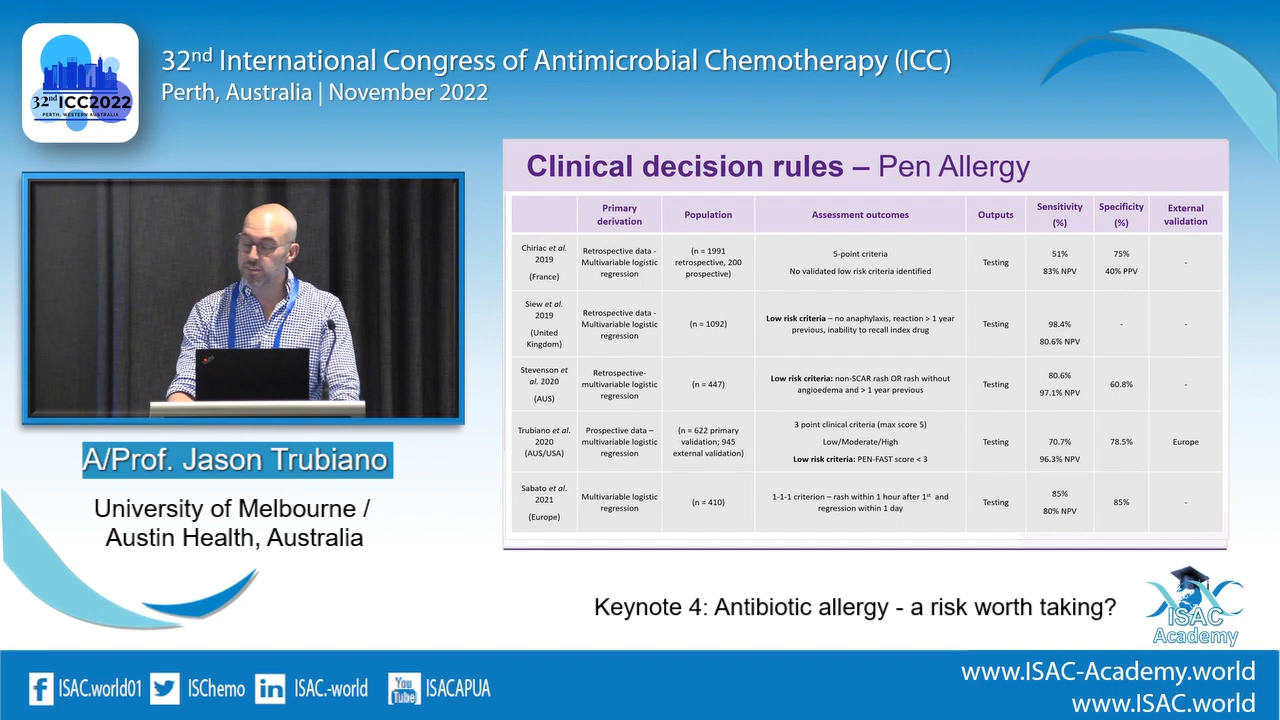 32nd International Congress of Antimicrobial Chemotherapy (ICC)
Perth, Australia | November 2022
32nd ICC2022
PERTH, WESTERN AUSTRALIA
Clinical decision rules – Pen Allergy
Primary derivation
Population
Assessment outcomes
Outputs
Sensitivity (%)
Specificity (%)
External validation
Chiriac et al. 2019 (France)
Retrospective data - Multivariable logistic regression
(n = 1991 retrospective, 200 prospective)
5-point criteria
No validated low risk criteria identified
Testing
51%
83% NPV
75%
40% PPV
-
Siew et al. 2019 (United Kingdom)
Retrospective data - Multivariable logistic regression
(n = 1092)
Low risk criteria – no anaphylaxis, reaction > 1 year previous, inability to recall index drug
Testing
98.4%
80.6% NPV
-
-
Stevenson et al. 2020 (AUS)
Retrospective- multivariable logistic regression
(n = 447)
Low risk criteria: non-SCAR rash OR rash without angioedema and > 1 year previous
Testing
80.6%
97.1% NPV
60.8%
-
Trubiano et al. 2020 (AUS/USA)
Prospective data – multivariable logistic regression
(n = 622 primary validation; 945 external validation)
3 point clinical criteria (max score 5)
Low/Moderate/High
Low risk criteria: PEN-FAST score < 3
Testing
70.7%
96.3% NPV
78.5%
Europe
Sabato et al. 2021 (Europe)
Multivariable logistic regression
(n = 410)
1-1-1 criterion – rash within 1 hour after 1st and regression within 1 day
Testing
85%
80% NPV
85%
-
A/Prof. Jason Trubiano
University of Melbourne /
Austin Health, Australia
Keynote 4: Antibiotic allergy - a risk worth taking?
ISAC
Academy
ISAC.world01
ISChemo
ISAC.-world
You Tube
ISACAPUA
www.ISAC-Academy.world
www.ISAC.world